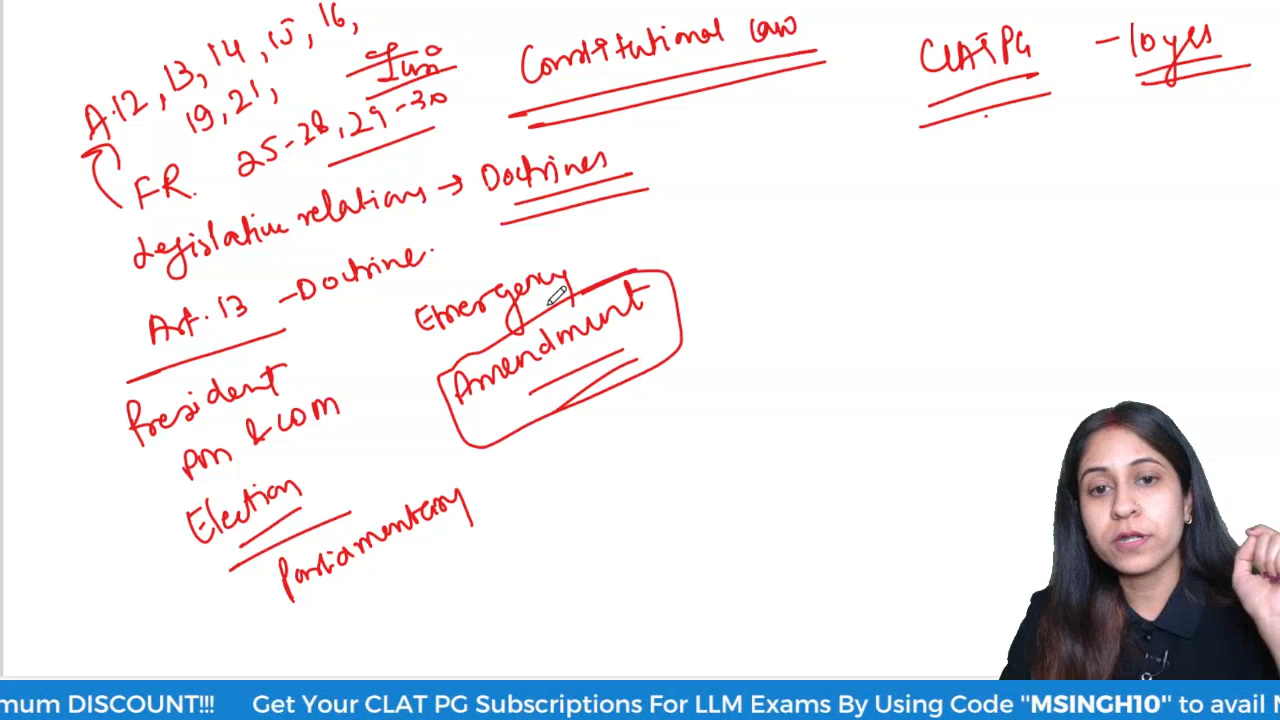 A.12, 13, 14, 15, 16,
19, 21,
Constitutional law
CLAT PG - 10 yrs
FR. 25-28, 29-30
Legislative relations → Doctrines
Art. 13 - Doctrine.
Emergency
Amendment
President
PM & COM
Election
Parliamentary
mum DISCOUNT!!! Get Your CLAT PG Subscriptions For LLM Exams By Using Code "MSINGH10" to avail M